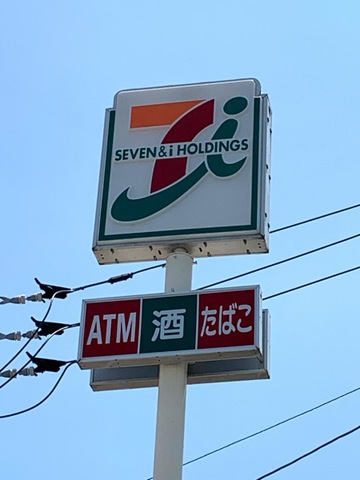 SEVEN & i HOLDINGS
ATM 酒 たばこ